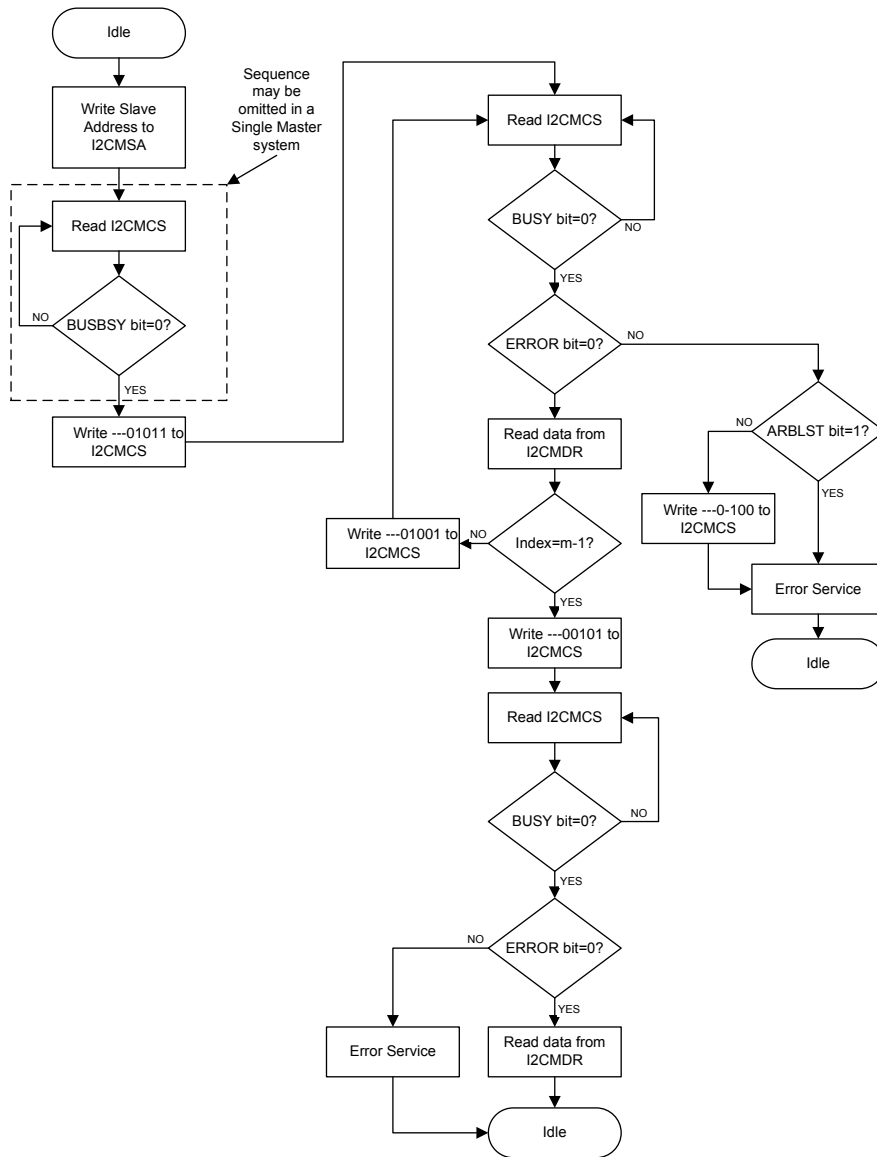 Idle
Write Slave
Address to
I2CMSA
Sequence
may be
omitted in a
Single Master
system
Read I2CMCS
BUSBSY bit=0?
NO
YES
Write ---01011 to
I2CMCS
Read I2CMCS
BUSY bit=0?
NO
YES
ERROR bit=0?
NO
YES
Read data from
I2CMDR
ARBLST bit=1?
NO
YES
Write ---0-100 to
I2CMCS
Error Service
Idle
Index=m-1?
NO
Write ---01001 to
I2CMCS
YES
Write ---00101 to
I2CMCS
Read I2CMCS
BUSY bit=0?
NO
YES
ERROR bit=0?
NO
YES
Error Service
Read data from
I2CMDR
Idle